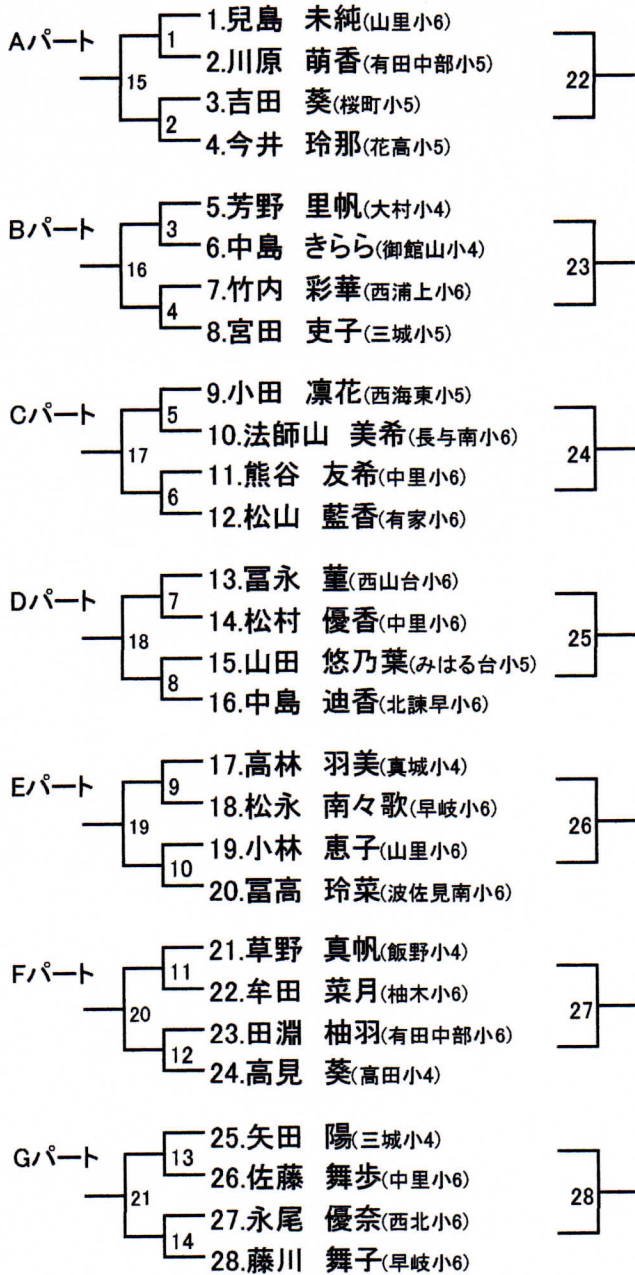 Aパート
1
1.兒島 未純(山里小6)
2.川原 萌香(有田中部小5)
15
22
3.吉田 葵(桜町小5)
2
4.今井 玲那(花高小5)
Bパート
5.芳野 里帆(大村小4)
3
6.中島 きらら(御館山小4)
16
23
7.竹内 彩華(西浦上小6)
4
8.宮田 吏子(三城小5)
Cパート
9.小田 凛花(西海東小5)
5
10.法師山 美希(長与南小6)
17
24
11.熊谷 友希(中里小6)
6
12.松山 藍香(有家小6)
Dパート
13.冨永 菫(西山台小6)
7
14.松村 優香(中里小6)
18
25
15.山田 悠乃葉(みはる台小5)
8
16.中島 迪香(北諫早小6)
Eパート
17.高林 羽美(真城小4)
9
18.松永 南々歌(早岐小6)
19
26
19.小林 恵子(山里小6)
10
20.冨高 玲菜(波佐見南小6)
Fパート
21.草野 真帆(飯野小4)
11
22.牟田 菜月(柚木小6)
20
27
23.田淵 柚羽(有田中部小6)
12
24.高見 葵(高田小4)
Gパート
25.矢田 陽(三城小4)
13
26.佐藤 舞歩(中里小6)
21
28
27.永尾 優奈(西北小6)
14
28.藤川 舞子(早岐小6)